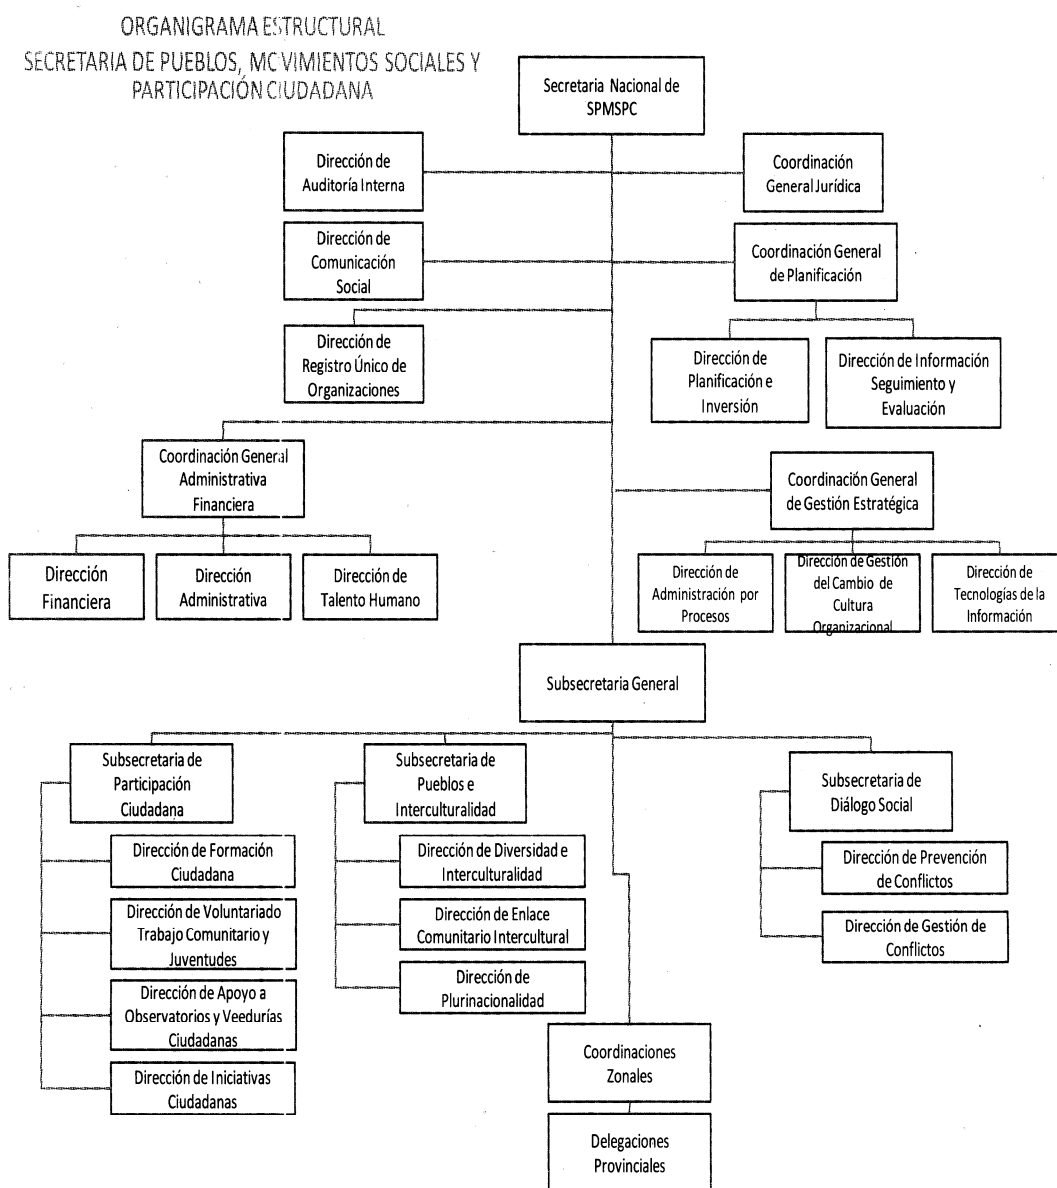 ORGANIGRAMA ESTRUCTURAL
SECRETARIA DE PUEBLOS, MOVIMIENTOS SOCIALES Y
PARTICIPACIÓN CIUDADANA
Secretaria Nacional de
SPMSPC
Dirección de
Auditoría Interna
Coordinación
General Jurídica
Dirección de
Comunicación
Social
Coordinación General
de Planificación
Dirección de
Registro Único de
Organizaciones
Dirección de
Planificación e
Inversión
Dirección de Información
Seguimiento y
Evaluación
Coordinación General
Administrativa
Financiera
Coordinación General
de Gestión Estratégica
Dirección
Financiera
Dirección
Administrativa
Dirección de
Talento Humano
Dirección de
Administración por
Procesos
Dirección de Gestión
del Cambio de
Cultura
Organizacional
Dirección de
Tecnologías de la
Información
Subsecretaria General
Subsecretaria de
Participación
Ciudadana
Subsecretaria de
Pueblos e
Interculturalidad
Subsecretaria de
Diálogo Social
Dirección de Formación
Ciudadana
Dirección de Voluntariado
Trabajo Comunitario y
Juventudes
Dirección de Apoyo a
Observatorios y Veedurías
Ciudadanas
Dirección de Iniciativas
Ciudadanas
Dirección de Diversidad e
Interculturalidad
Dirección de Enlace
Comunitario Intercultural
Dirección de
Plurinacionalidad
Dirección de Prevención
de Conflictos
Dirección de Gestión de
Conflictos
Coordinaciones
Zonales
Delegaciones
Provinciales